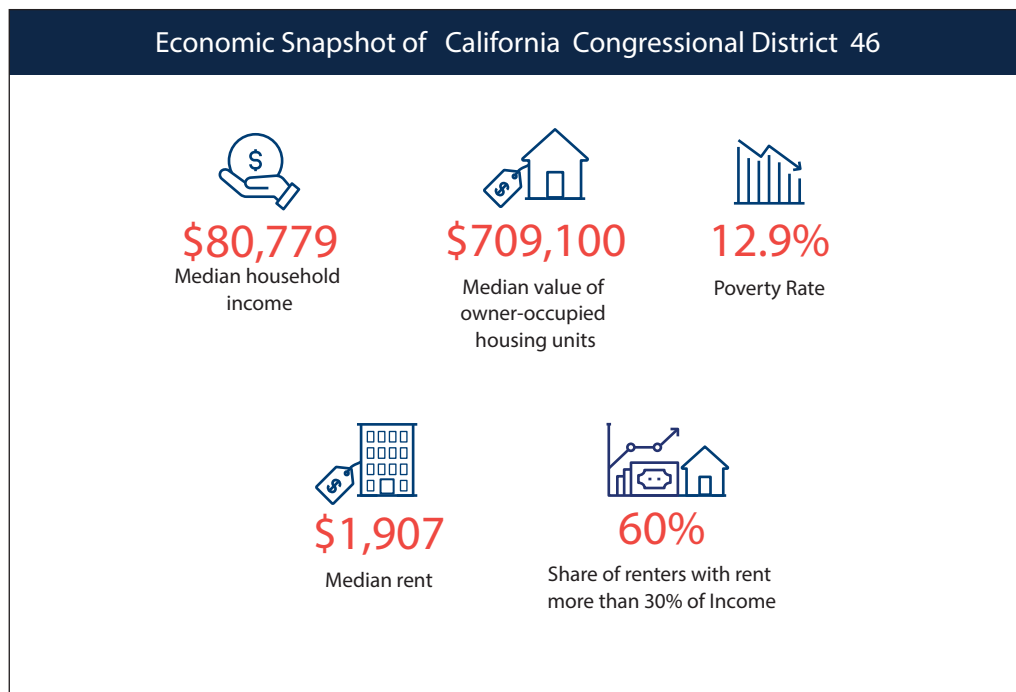 Economic Snapshot of California Congressional District 46
$
$
$80,779
Median household
income
$709,100
Median value of
owner-occupied
housing units
12.9%
Poverty Rate
$
$1,907
Median rent
60%
Share of renters with rent
more than 30% of Income